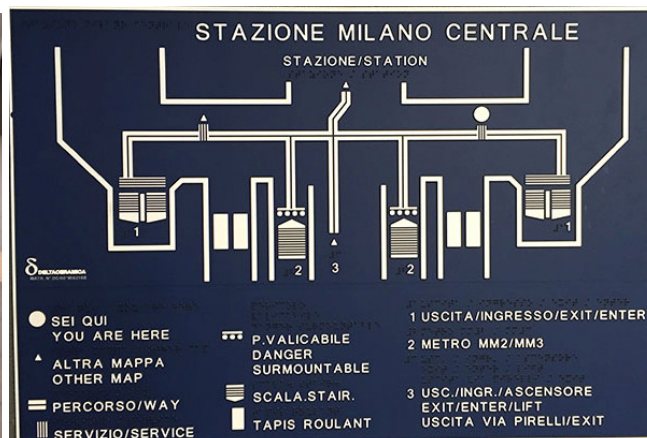 STAZIONE MILANO CENTRALE
STAZIONE/STATION
1
1
2
3
2
δ DELTACERAMICA
SEI QUI
YOU ARE HERE
ALTRA MAPPA
OTHER MAP
PERCORSO/WAY
SERVIZIO/SERVICE
P.VALICABILE
DANGER
SURMOUNTABLE
SCALA.STAIR.
TAPIS ROULANT
1 USCITA/INGRESSO/EXIT/ENTER
2 METRO MM2/MM3
3 USC./INGR./ASCENSORE
EXIT/ENTER/LIFT
USCITA VIA PIRELLI/EXIT